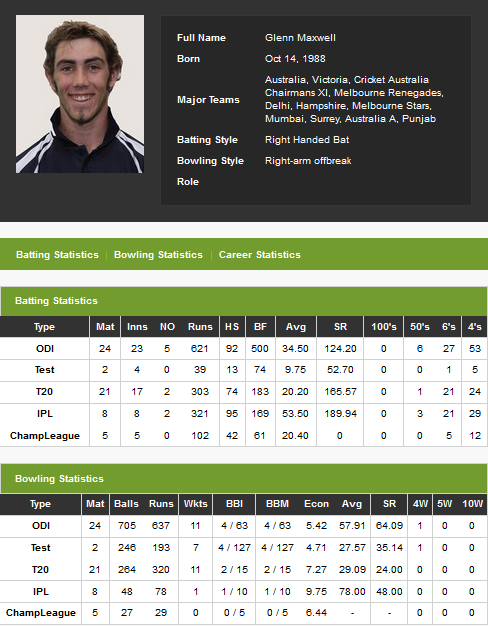 Full Name Glenn Maxwell
Born Oct 14, 1988
Major Teams Australia, Victoria, Cricket Australia
Chairmans XI, Melbourne Renegades,
Delhi, Hampshire, Melbourne Stars,
Mumbai, Surrey, Australia A, Punjab
Batting Style Right Handed Bat
Bowling Style Right-arm offbreak
Role
Batting Statistics | Bowling Statistics | Career Statistics
Batting Statistics
Type Mat Inns NO Runs HS BF Avg SR 100's 50's 6's 4's
ODI 24 23 5 621 92 500 34.50 124.20 0 6 27 53
Test 2 4 0 39 13 74 9.75 52.70 0 0 1 5
T20 21 17 2 303 74 183 20.20 165.57 0 1 21 24
IPL 8 8 2 321 95 169 53.50 189.94 0 3 21 29
ChampLeague 5 5 0 102 42 61 20.40 0 0 0 5 12
Bowling Statistics
Type Mat Balls Runs Wkts BBI BBM Econ Avg SR 4W 5W 10W
ODI 24 705 637 11 4 / 63 4 / 63 5.42 57.91 64.09 1 0 0
Test 2 246 193 7 4 / 127 4 / 127 4.71 27.57 35.14 1 0 0
T20 21 264 320 11 2 / 15 2 / 15 7.27 29.09 24.00 0 0 0
IPL 8 48 78 1 1 / 10 1 / 10 9.75 78.00 48.00 0 0 0
ChampLeague 5 27 29 0 0 / 5 0 / 5 6.44 - - 0 0 0